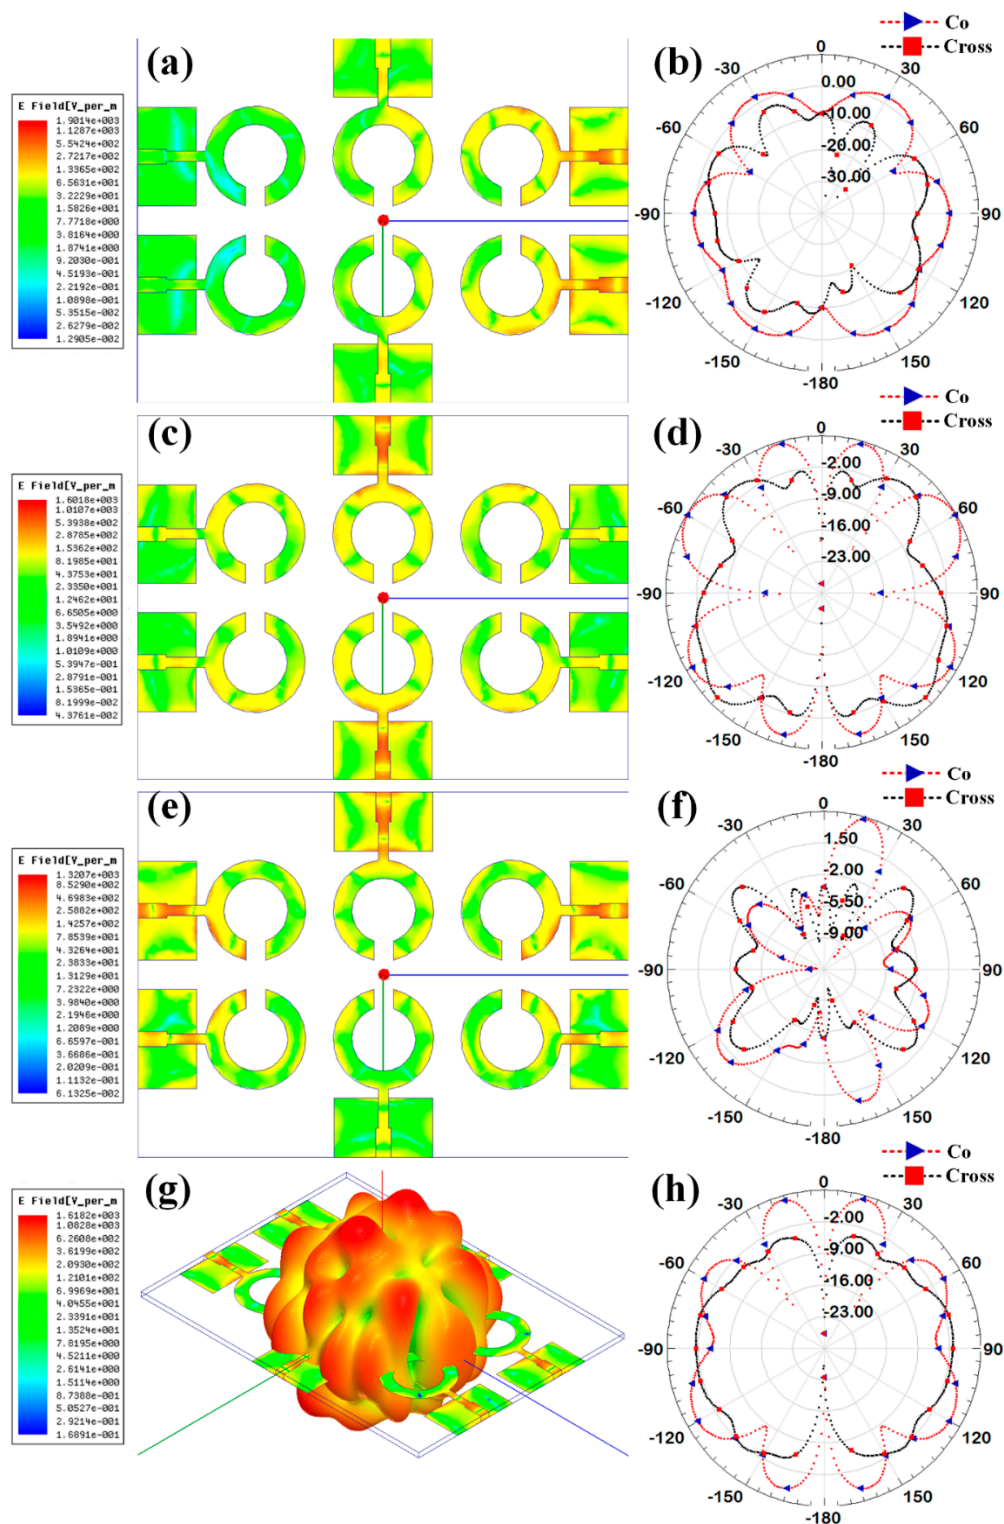 (a)
E Field[V_per_m
1.9014e+003
1.1287e+003
5.5424e+002
2.7217e+002
1.3365e+002
6.5631e+001
3.2229e+001
1.5826e+001
7.7718e+000
3.8164e+000
1.8741e+000
9.2030e-001
4.5193e-001
2.2192e-001
1.0898e-001
5.3515e-002
2.6279e-002
1.2905e-002
(b)
Co
Cross
0
-30
30
-60
60
-90
90
-120
120
-150
150
-180
0.00
-10.00
-20.00
-30.00
(c)
E Field[V_per_m
1.6018e+003
1.0107e+003
5.3938e+002
2.8785e+002
1.5362e+002
8.1985e+001
4.3753e+001
2.3350e+001
1.2462e+001
6.6505e+000
3.5492e+000
1.8941e+000
1.0109e+000
5.3947e-001
2.8791e-001
1.5365e-001
8.1999e-002
4.3761e-002
(d)
Co
Cross
0
-30
30
-60
60
-90
90
-120
120
-150
150
-180
-2.00
-9.00
-16.00
-23.00
(e)
E Field[V_per_m
1.3207e+003
8.5290e+002
4.6983e+002
2.5882e+002
1.4257e+002
7.8539e+001
4.3264e+001
2.3833e+001
1.3129e+001
7.2322e+000
3.9840e+000
2.1946e+000
1.2089e+000
6.6597e-001
3.6686e-001
2.0209e-001
1.1132e-001
6.1325e-002
(f)
Co
Cross
0
-30
30
-60
60
-90
90
-120
120
-150
150
-180
1.50
-2.00
-5.50
-9.00
(g)
E Field[V_per_m
1.6182e+003
1.0828e+003
6.2608e+002
3.6199e+002
2.0930e+002
1.2101e+002
6.9969e+001
4.0455e+001
2.3391e+001
1.3524e+001
7.8195e+000
4.5211e+000
2.6141e+000
1.5114e+000
8.7388e-001
5.0527e-001
2.9214e-001
1.6891e-001
(h)
Co
Cross
0
-30
30
-60
60
-90
90
-120
120
-150
150
-180
-2.00
-9.00
-16.00
-23.00